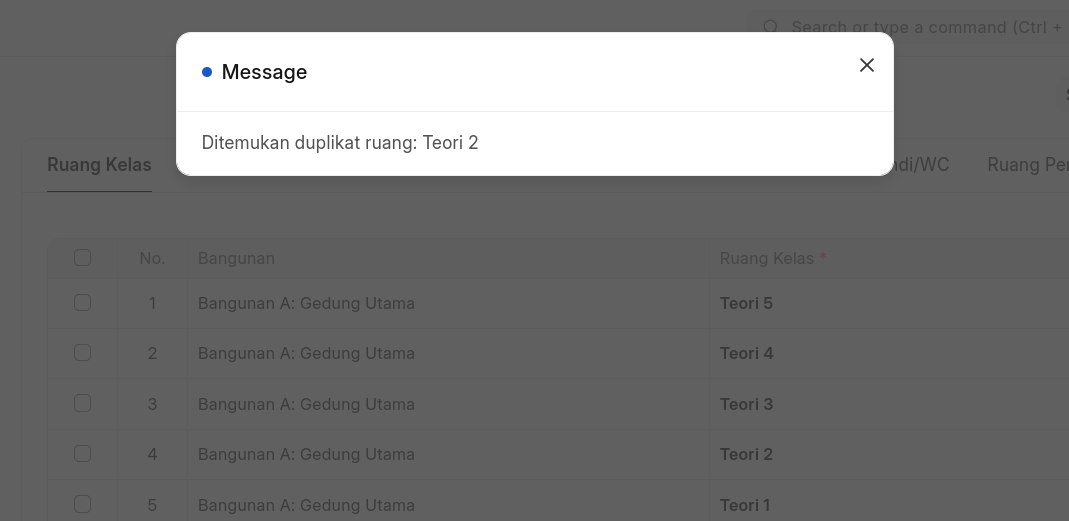 Search or type a command (Ctrl +
Message
Ditemukan duplikat ruang: Teori 2
Ruang Kelas
ndi/WC
Ruang Per
No.
Bangunan
Ruang Kelas *
1
Bangunan A: Gedung Utama
Teori 5
2
Bangunan A: Gedung Utama
Teori 4
3
Bangunan A: Gedung Utama
Teori 3
4
Bangunan A: Gedung Utama
Teori 2
5
Bangunan A: Gedung Utama
Teori 1